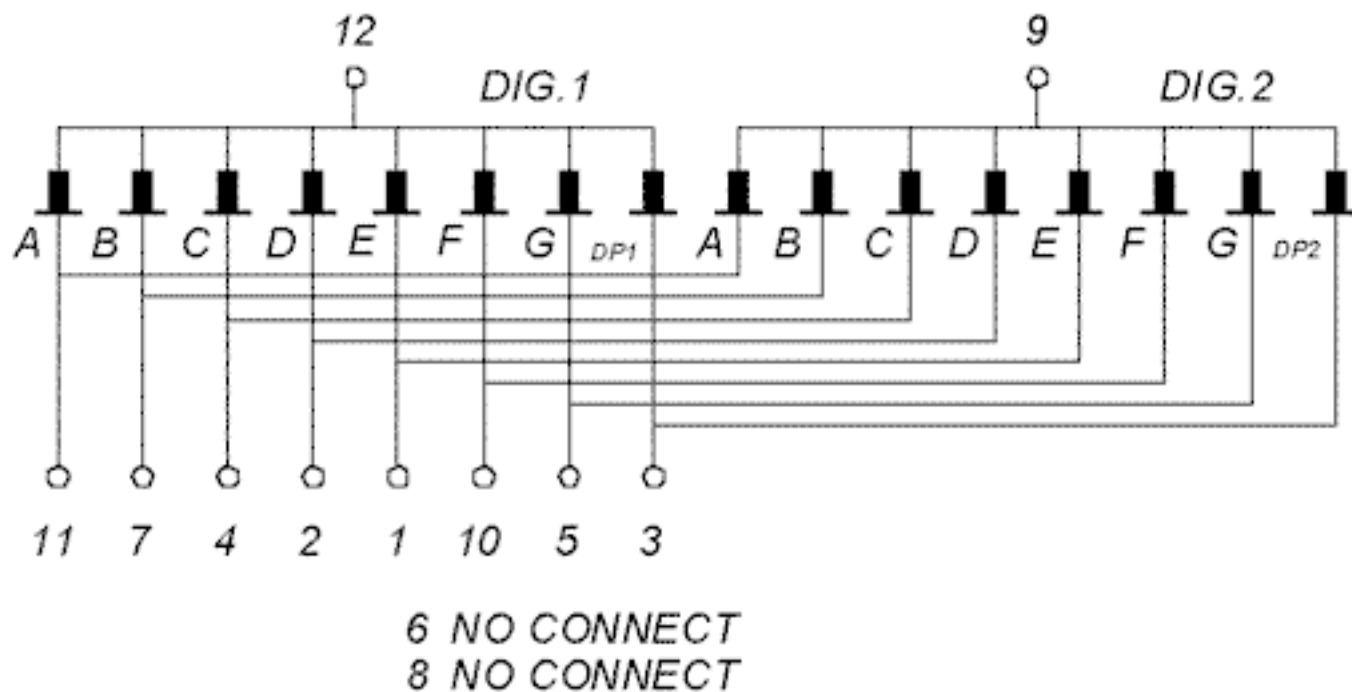 12 9
DIG.1 DIG.2
A B C D E F G DP1 A B C D E F G DP2
11 7 4 2 1 10 5 3
6 NO CONNECT
8 NO CONNECT